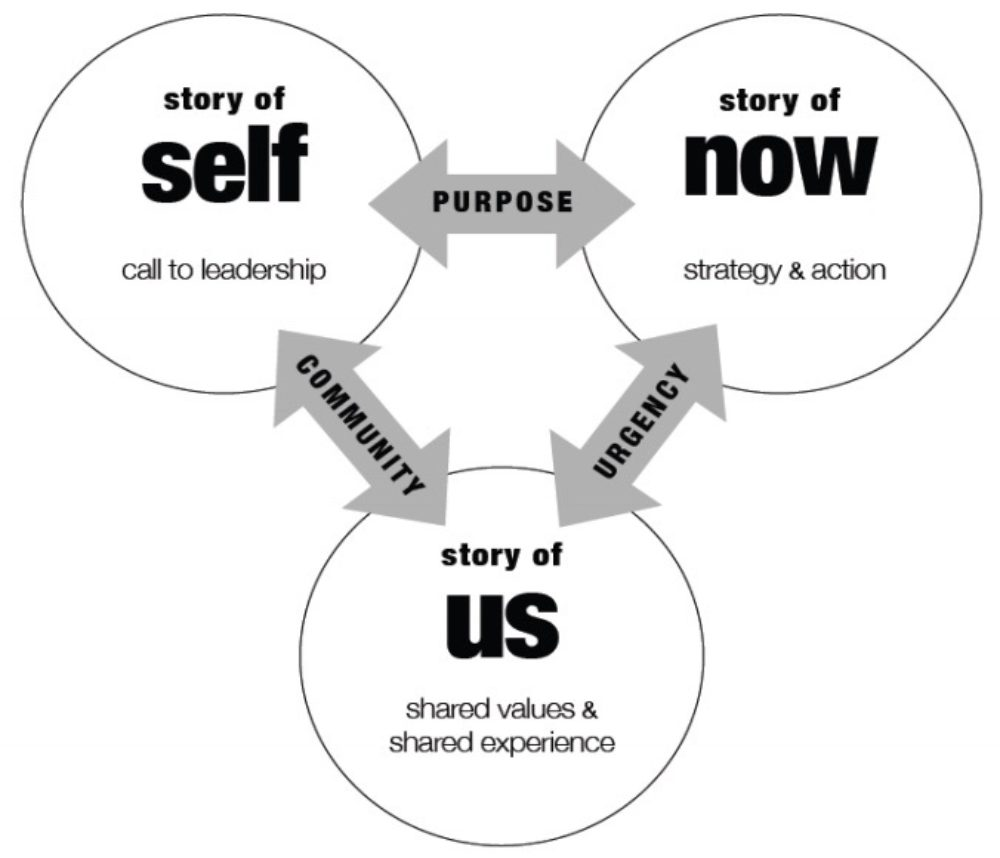 story of
self
call to leadership
PURPOSE
story of
now
strategy & action
COMMUNITY
URGENCY
story of
us
shared values &
shared experience